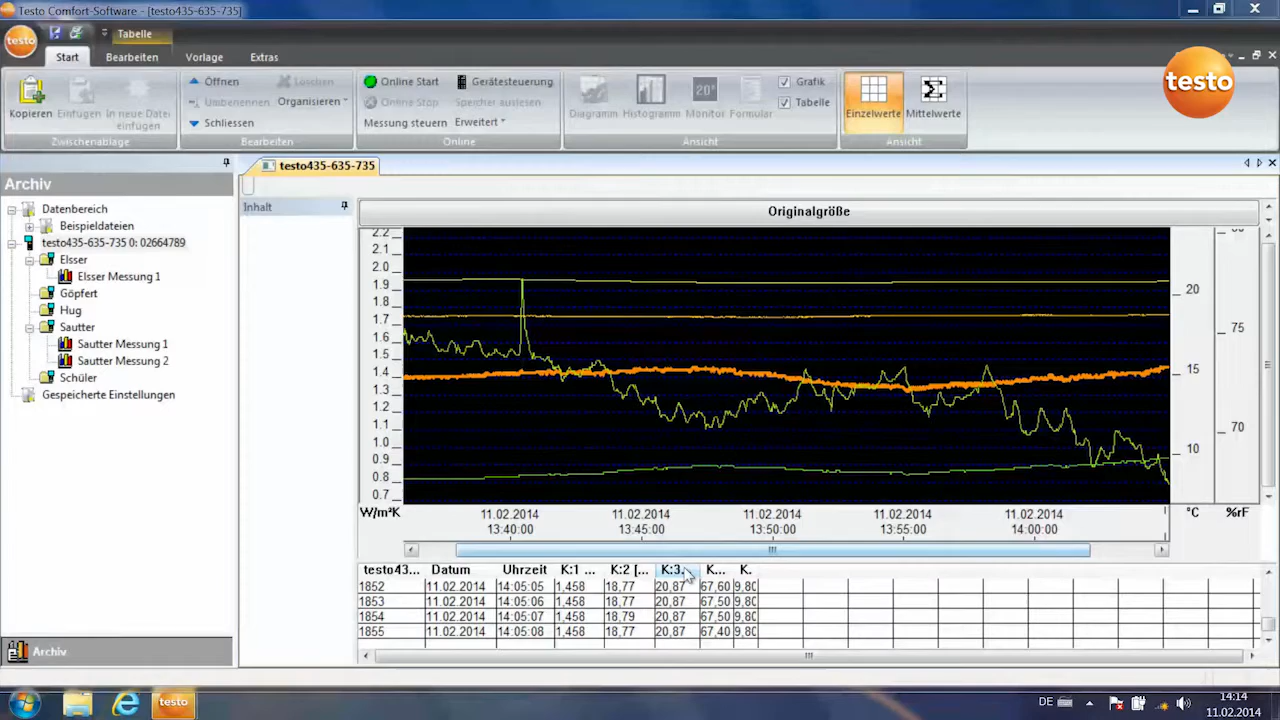 Testo Comfort-Software - [testo435-635-735]
testo
Tabelle
Start Bearbeiten Vorlage Extras
testo
Kopieren Einfügen In neue Datei einfügen
Zwischenablage
Öffnen Löschen
Umbenennen Organisieren
Schliessen
Bearbeiten
Online Start Gerätesteuerung
Online Stop Speicher auslesen
Messung steuern Erweitert
Online
Diagramm Histogramm 20° Monitor Formular
Grafik
Tabelle
Ansicht
Einzelwerte Mittelwerte
Ansicht
Archiv
testo435-635-735
Datenbereich
Beispieldateien
testo435-635-735 0: 02664789
Elsser
Elsser Messung 1
Göpfert
Hug
Sautter
Sautter Messung 1
Sautter Messung 2
Schüler
Gespeicherte Einstellungen
Archiv
Inhalt
Originalgröße
2.2
2.1
2.0
1.9
1.8
1.7
1.6
1.5
1.4
1.3
1.2
1.1
1.0
0.9
0.8
0.7
W/m²K
20
15
10
°C
75
70
%rF
11.02.2014 11.02.2014 11.02.2014 11.02.2014 11.02.2014
13:40:00 13:45:00 13:50:00 13:55:00 14:00:00
testo43... Datum Uhrzeit K:1 ... K:2 [... K:3. K... K.
1852 11.02.2014 14:05:05 1,458 18,77 20,87 67,60 9,80
1853 11.02.2014 14:05:06 1,458 18,77 20,87 67,50 9,80
1854 11.02.2014 14:05:07 1,458 18,79 20,87 67,50 9,80
1855 11.02.2014 14:05:08 1,458 18,77 20,87 67,40 9,80
testo
DE
14:14
11.02.2014